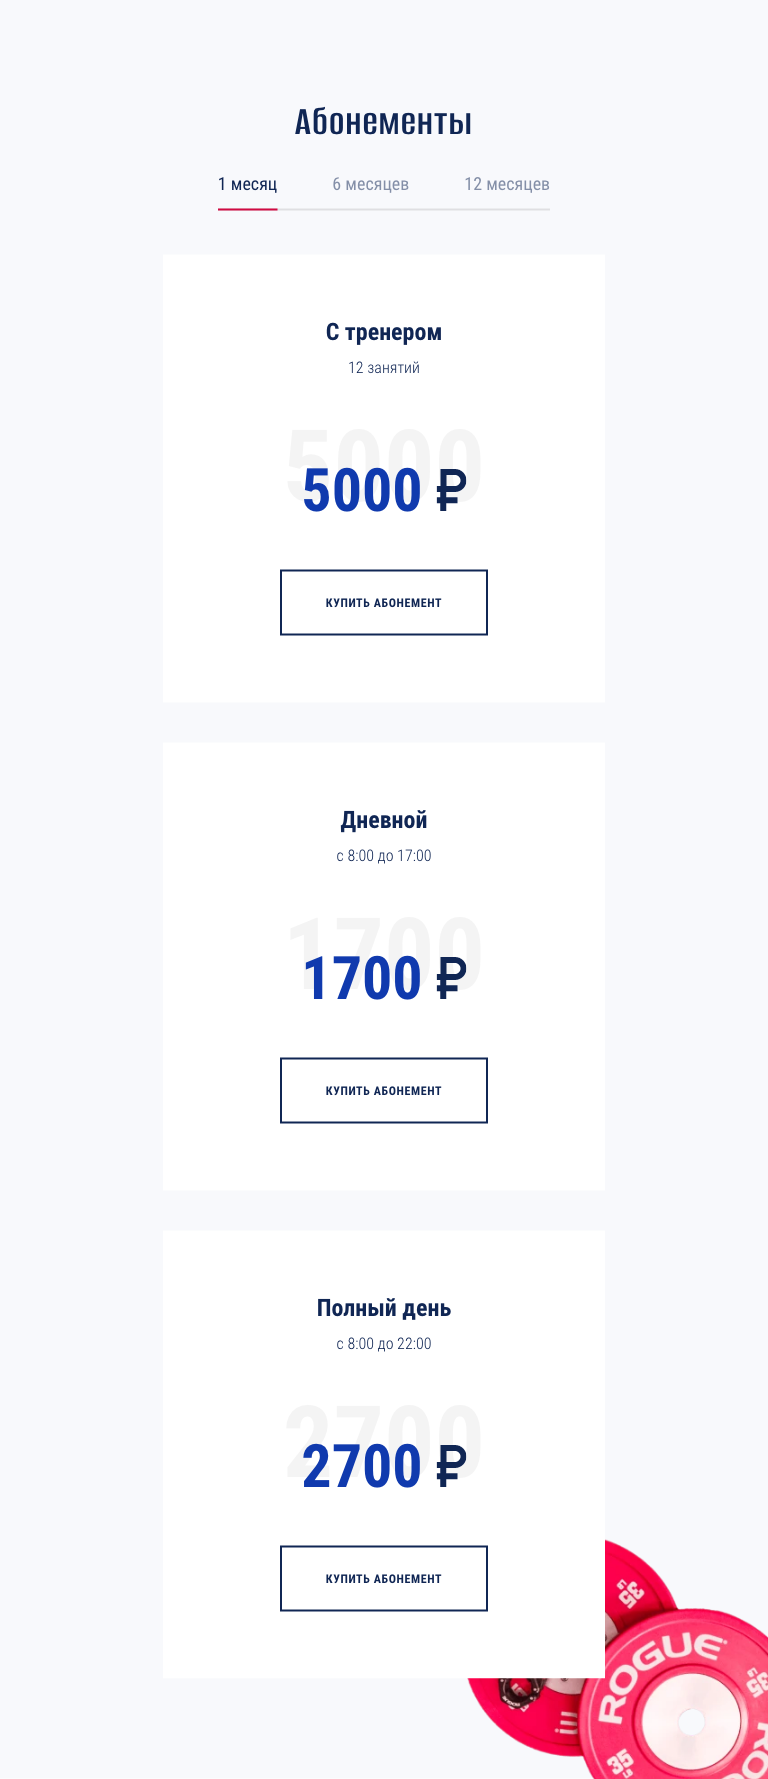 Абонементы
1 месяц 6 месяцев 12 месяцев
С тренером
12 занятий
5000
5000 ₽
КУПИТЬ АБОНЕМЕНТ
Дневной
с 8:00 до 17:00
1700
1700 ₽
КУПИТЬ АБОНЕМЕНТ
Полный день
с 8:00 до 22:00
2700
2700 ₽
КУПИТЬ АБОНЕМЕНТ
35
ROGUE
35
35